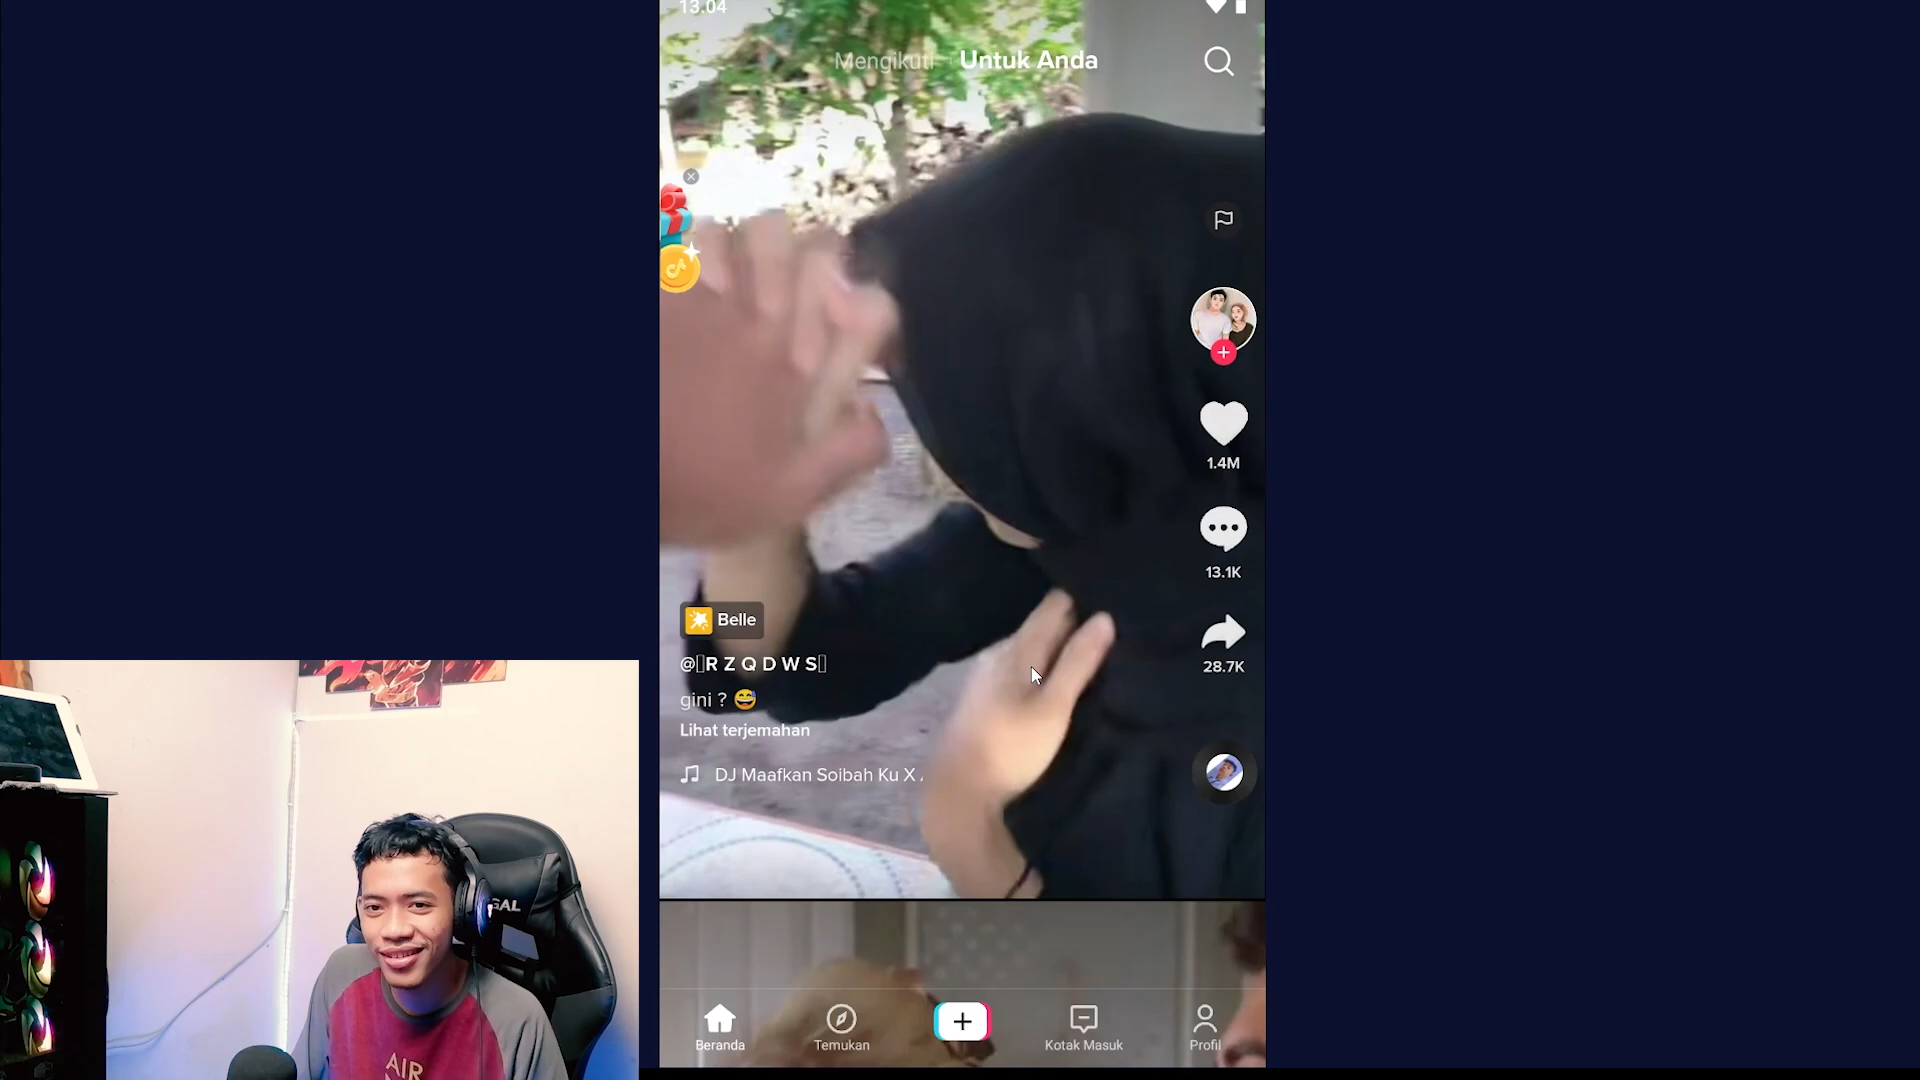 13.04
Mengikuti
Untuk Anda
1.4M
13.1K
28.7K
Belle
@R Z Q D W S
gini ? 😅
Lihat terjemahan
DJ Maafkan Soibah Ku X
GAL
AIR
Beranda
Temukan
Kotak Masuk
Profil